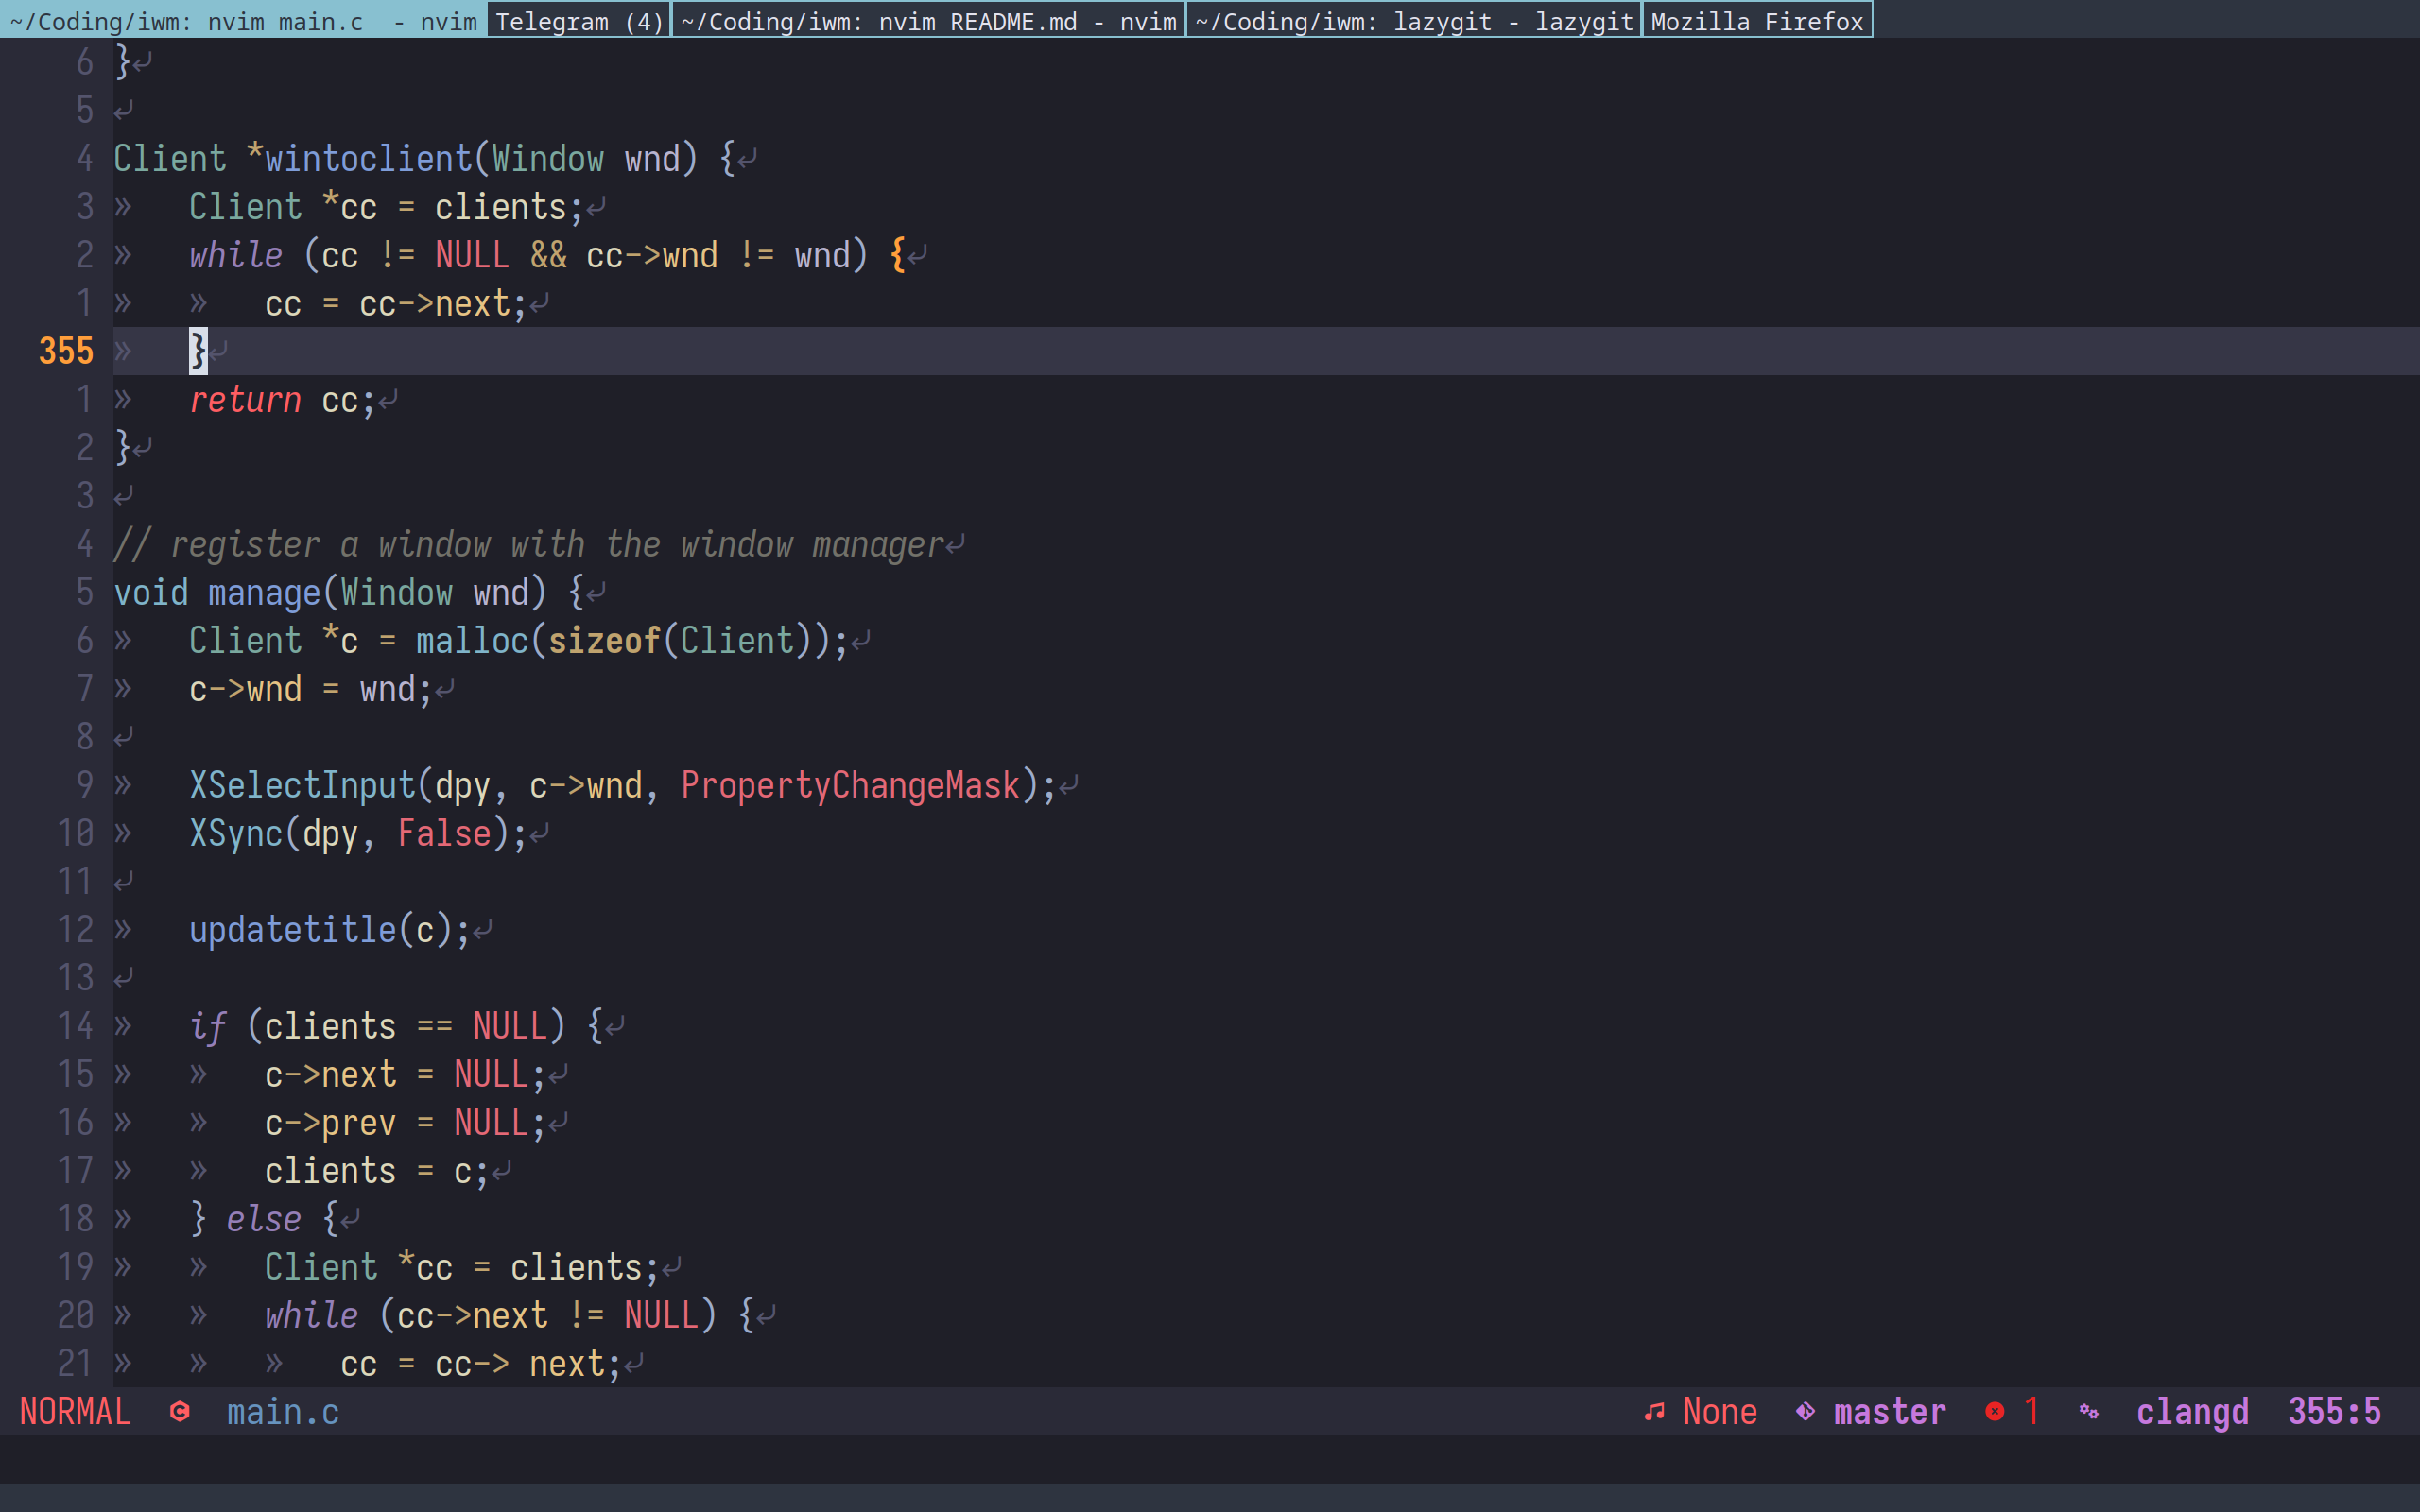 ~/Coding/iwm: nvim main.c  - nvim Telegram (4) ~/Coding/iwm: nvim README.md - nvim ~/Coding/iwm: lazygit - lazygit Mozilla Firefox
6 }↲
5 ↲
4 Client *wintoclient(Window wnd) {↲
3 »   Client *cc = clients;↲
2 »   while (cc != NULL && cc->wnd != wnd) {↲
1 »   »   cc = cc->next;↲
355 »   }↲
1 »   return cc;↲
2 }↲
3 ↲
4 // register a window with the window manager↲
5 void manage(Window wnd) {↲
6 »   Client *c = malloc(sizeof(Client));↲
7 »   c->wnd = wnd;↲
8 ↲
9 »   XSelectInput(dpy, c->wnd, PropertyChangeMask);↲
10 »   XSync(dpy, False);↲
11 ↲
12 »   updatetitle(c);↲
13 ↲
14 »   if (clients == NULL) {↲
15 »   »   c->next = NULL;↲
16 »   »   c->prev = NULL;↲
17 »   »   clients = c;↲
18 »   } else {↲
19 »   »   Client *cc = clients;↲
20 »   »   while (cc->next != NULL) {↲
21 »   »   »   cc = cc-> next;↲
NORMAL main.c None master 1 clangd 355:5